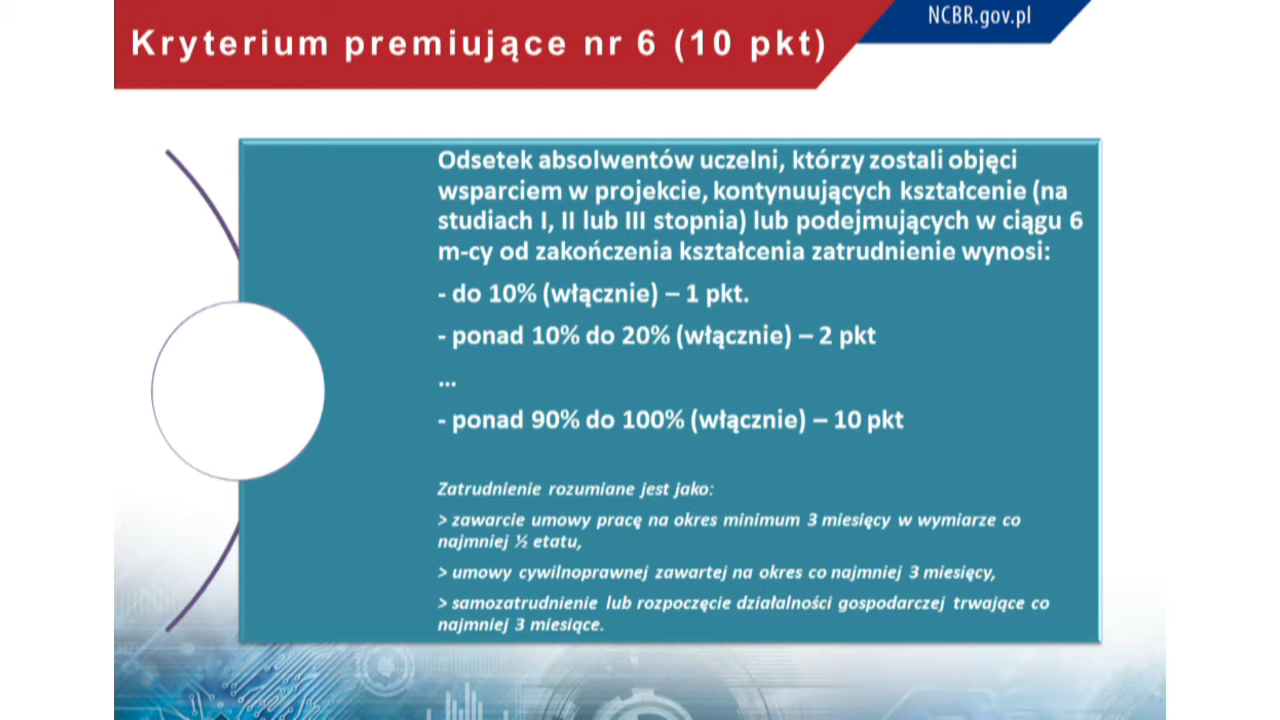 NCBR.gov.pl
Kryterium premiujące nr 6 (10 pkt)
Odsetek absolwentów uczelni, którzy zostali objęci
wsparciem w projekcie, kontynuujących kształcenie (na
studiach I, II lub III stopnia) lub podejmujących w ciągu 6
m-cy od zakończenia kształcenia zatrudnienie wynosi:
- do 10% (włącznie) – 1 pkt.
- ponad 10% do 20% (włącznie) – 2 pkt
...
- ponad 90% do 100% (włącznie) – 10 pkt
Zatrudnienie rozumiane jest jako:
> zawarcie umowy pracę na okres minimum 3 miesięcy w wymiarze co
najmniej ½ etatu,
> umowy cywilnoprawnej zawartej na okres co najmniej 3 miesięcy,
> samozatrudnienie lub rozpoczęcie działalności gospodarczej trwające co
najmniej 3 miesiące.